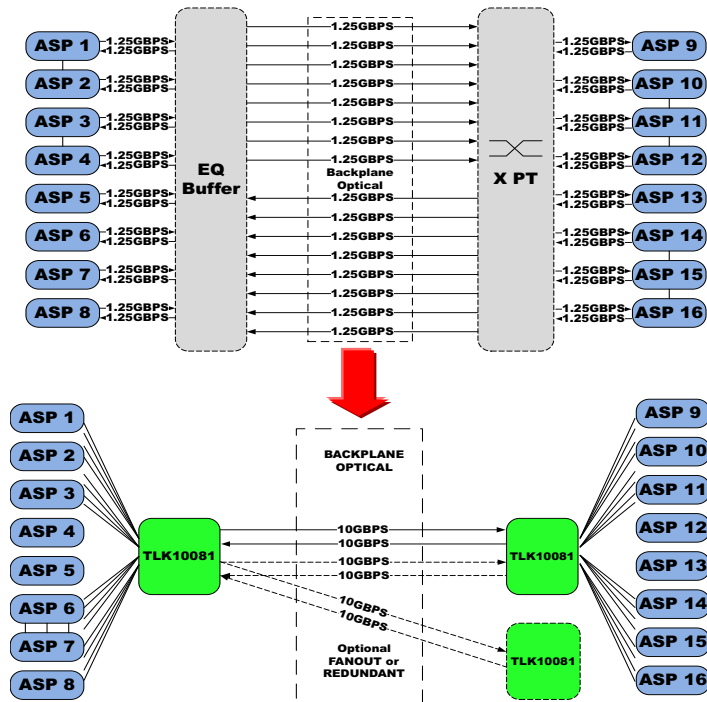 ASP 1
1.25GBPS
1.25GBPS
ASP 2
1.25GBPS
1.25GBPS
ASP 3
1.25GBPS
1.25GBPS
ASP 4
1.25GBPS
1.25GBPS
ASP 5
1.25GBPS
1.25GBPS
ASP 6
1.25GBPS
1.25GBPS
ASP 7
1.25GBPS
1.25GBPS
ASP 8
1.25GBPS
1.25GBPS
EQ
Buffer
1.25GBPS
1.25GBPS
1.25GBPS
1.25GBPS
1.25GBPS
1.25GBPS
1.25GBPS
1.25GBPS
Backplane
Optical
1.25GBPS
1.25GBPS
1.25GBPS
1.25GBPS
1.25GBPS
1.25GBPS
1.25GBPS
1.25GBPS
X PT
1.25GBPS
1.25GBPS
ASP 9
1.25GBPS
1.25GBPS
ASP 10
1.25GBPS
1.25GBPS
ASP 11
1.25GBPS
1.25GBPS
ASP 12
1.25GBPS
1.25GBPS
ASP 13
1.25GBPS
1.25GBPS
ASP 14
1.25GBPS
1.25GBPS
ASP 15
1.25GBPS
1.25GBPS
ASP 16
ASP 1
ASP 2
ASP 3
ASP 4
ASP 5
ASP 6
ASP 7
ASP 8
TLK10081
BACKPLANE
OPTICAL
10GBPS
10GBPS
10GBPS
10GBPS
10GBPS
10GBPS
Optional
FANOUT or
REDUNDANT
TLK10081
TLK10081
ASP 9
ASP 10
ASP 11
ASP 12
ASP 13
ASP 14
ASP 15
ASP 16